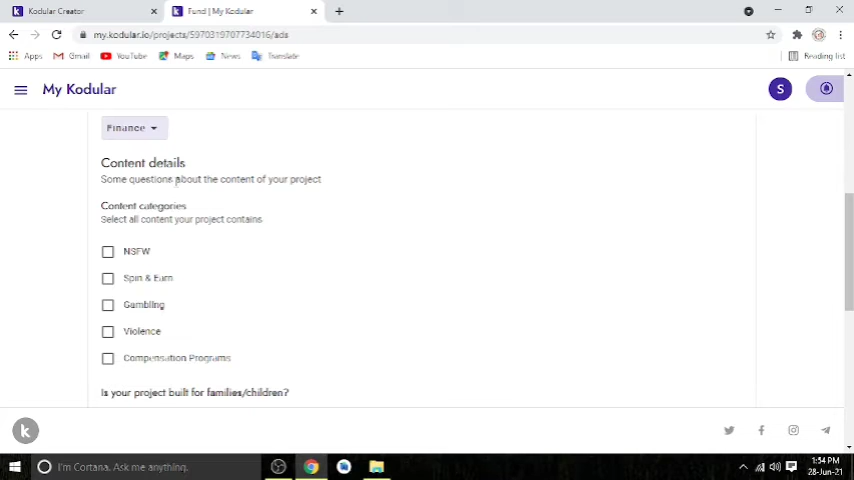 Kodular Creator
Fund | My Kodular
my.kodular.io/projects/5970319707734016/ads
Apps
Gmail
YouTube
Maps
News
Translate
Reading list
My Kodular
S
Finance
Content details
Some questions about the content of your project
Content categories
Select all content your project contains
NSFW
Spin & Earn
Gambling
Violence
Compensation Programs
Is your project built for families/children?
I'm Cortana. Ask me anything.
1:54 PM
28-Jun-21